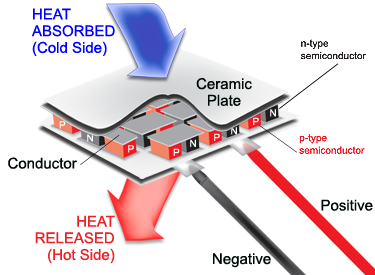 HEAT
ABSORBED
(Cold Side)
n-type
semiconductor
Ceramic
Plate
P
N
P
N
P
N
P
N
P
N
p-type
semiconductor
Conductor
HEAT
RELEASED
(Hot Side)
Positive
Negative